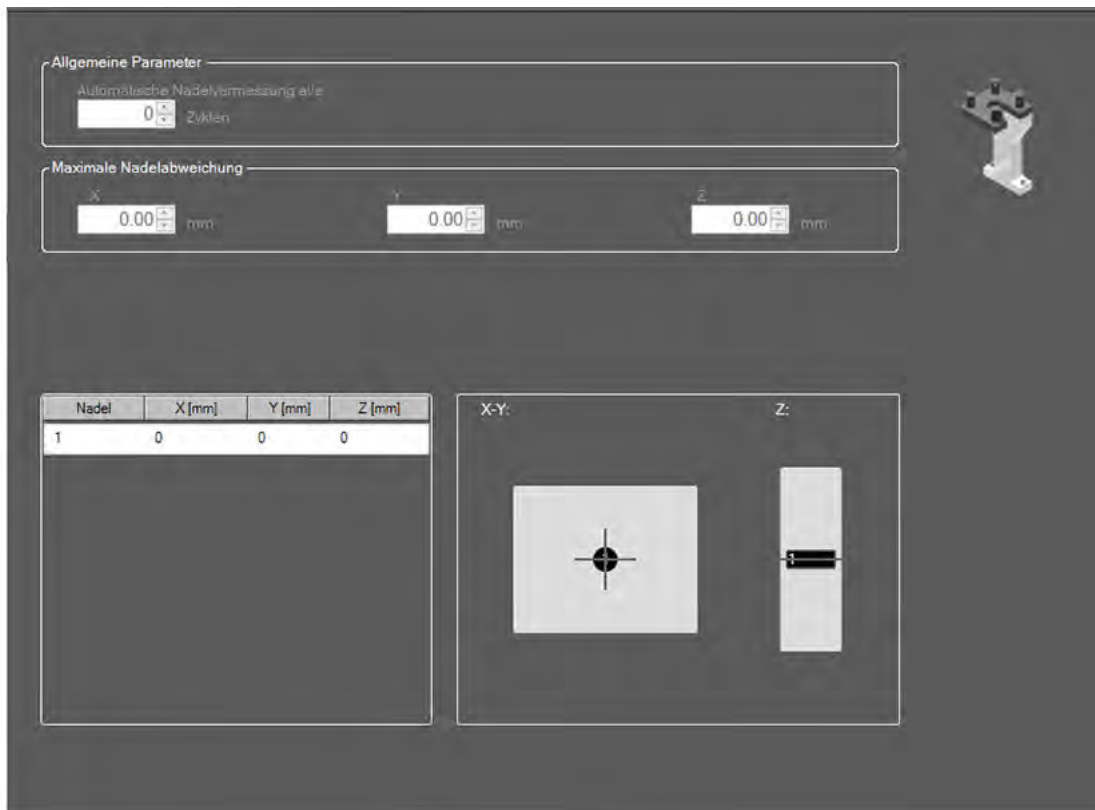 Allgemeine Parameter
Automatische Nadelvermessung alle
0 Zyklen
Maximale Nadelabweichung
X Y Z
0.00 mm 0.00 mm 0.00 mm
Nadel X [mm] Y [mm] Z [mm]
1 0 0 0
X-Y: Z:
1